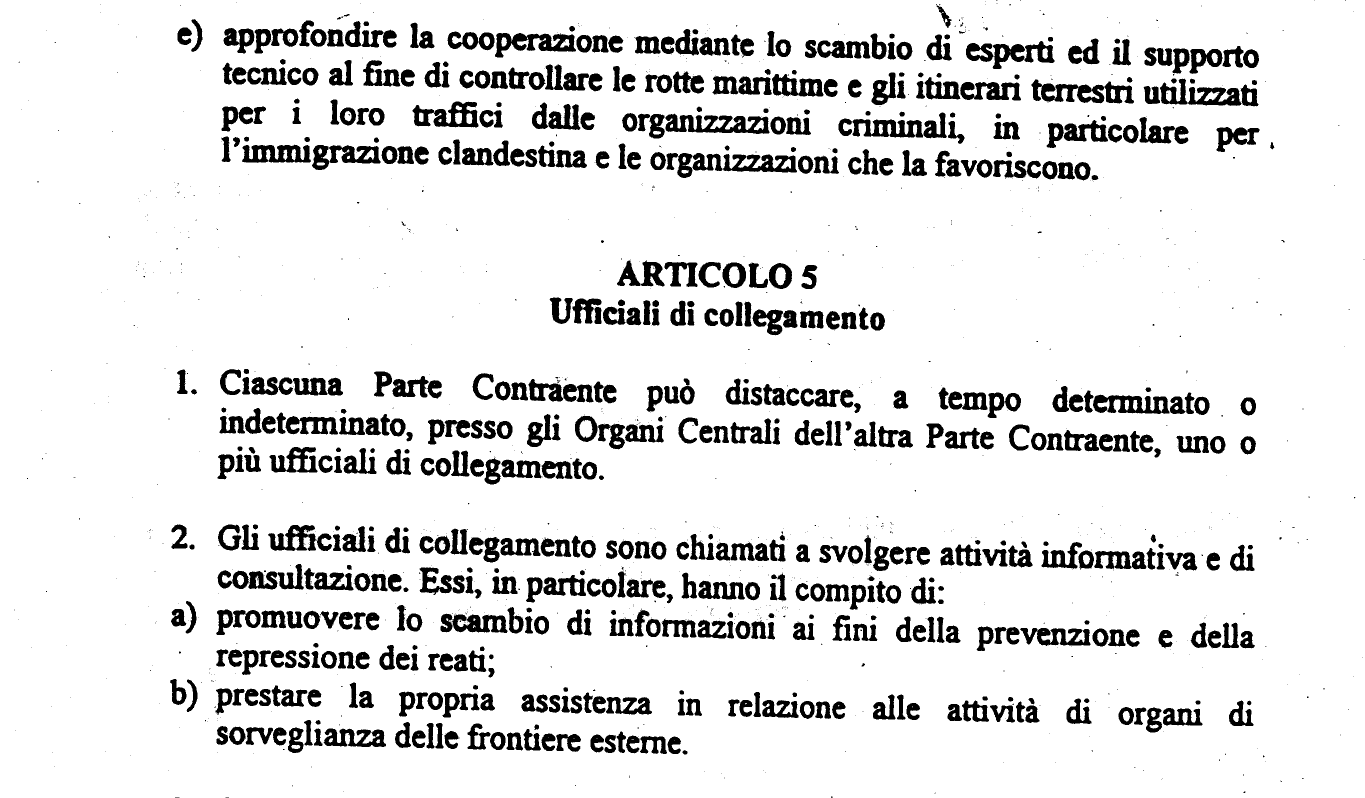 e) approfondire la cooperazione mediante lo scambio di esperti ed il supporto
tecnico al fine di controllare le rotte marittime e gli itinerari terrestri utilizzati
per i loro traffici dalle organizzazioni criminali, in particolare per
l'immigrazione clandestina e le organizzazioni che la favoriscono.
ARTICOLO 5
Ufficiali di collegamento
1. Ciascuna Parte Contraente può distaccare, a tempo determinato o
indeterminato, presso gli Organi Centrali dell'altra Parte Contraente, uno o
più ufficiali di collegamento.
2. Gli ufficiali di collegamento sono chiamati a svolgere attività informativa e di
consultazione. Essi, in particolare, hanno il compito di:
a) promuovere lo scambio di informazioni ai fini della prevenzione e della
repressione dei reati;
b) prestare la propria assistenza in relazione alle attività di organi di
sorveglianza delle frontiere esterne.